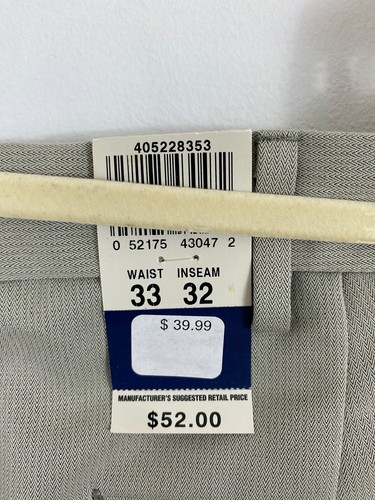 405228353
0 52175 43047 2
WAIST INSEAM
33 32
$ 39.99
MANUFACTURER'S SUGGESTED RETAIL PRICE
$52.00